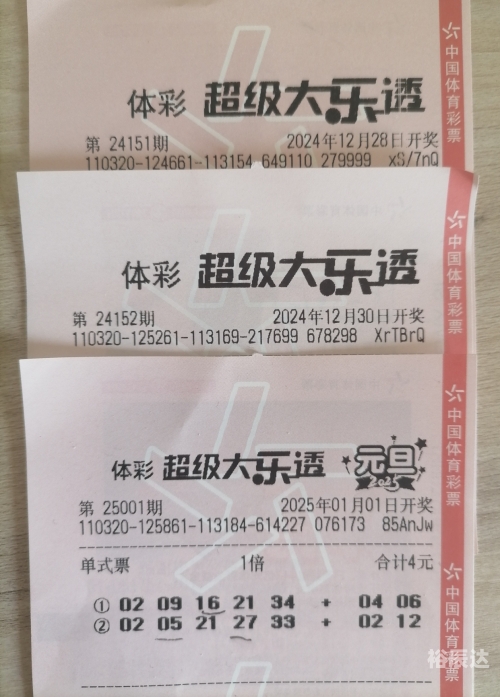 体彩 超级大乐透
第 24151期 2024年12月28日开奖
110320-124661-113154 649110 279999 xS/7nQ
中国体育彩票
体彩 超级大乐透
第 24152期 2024年12月30日开奖
110320-125261-113169-217699 678298 XrTBrQ
中国体育彩票
体彩 超级大乐透 元旦 2025
第 25001期 2025年01月01日开奖
110320-125861-113184-614227 076173 85AnJw
单式票 1倍 合计4元
① 02 09 16 21 34 + 04 06
② 02 05 21 27 33 + 02 12
中国体育彩票
中国体育彩票
裕振达